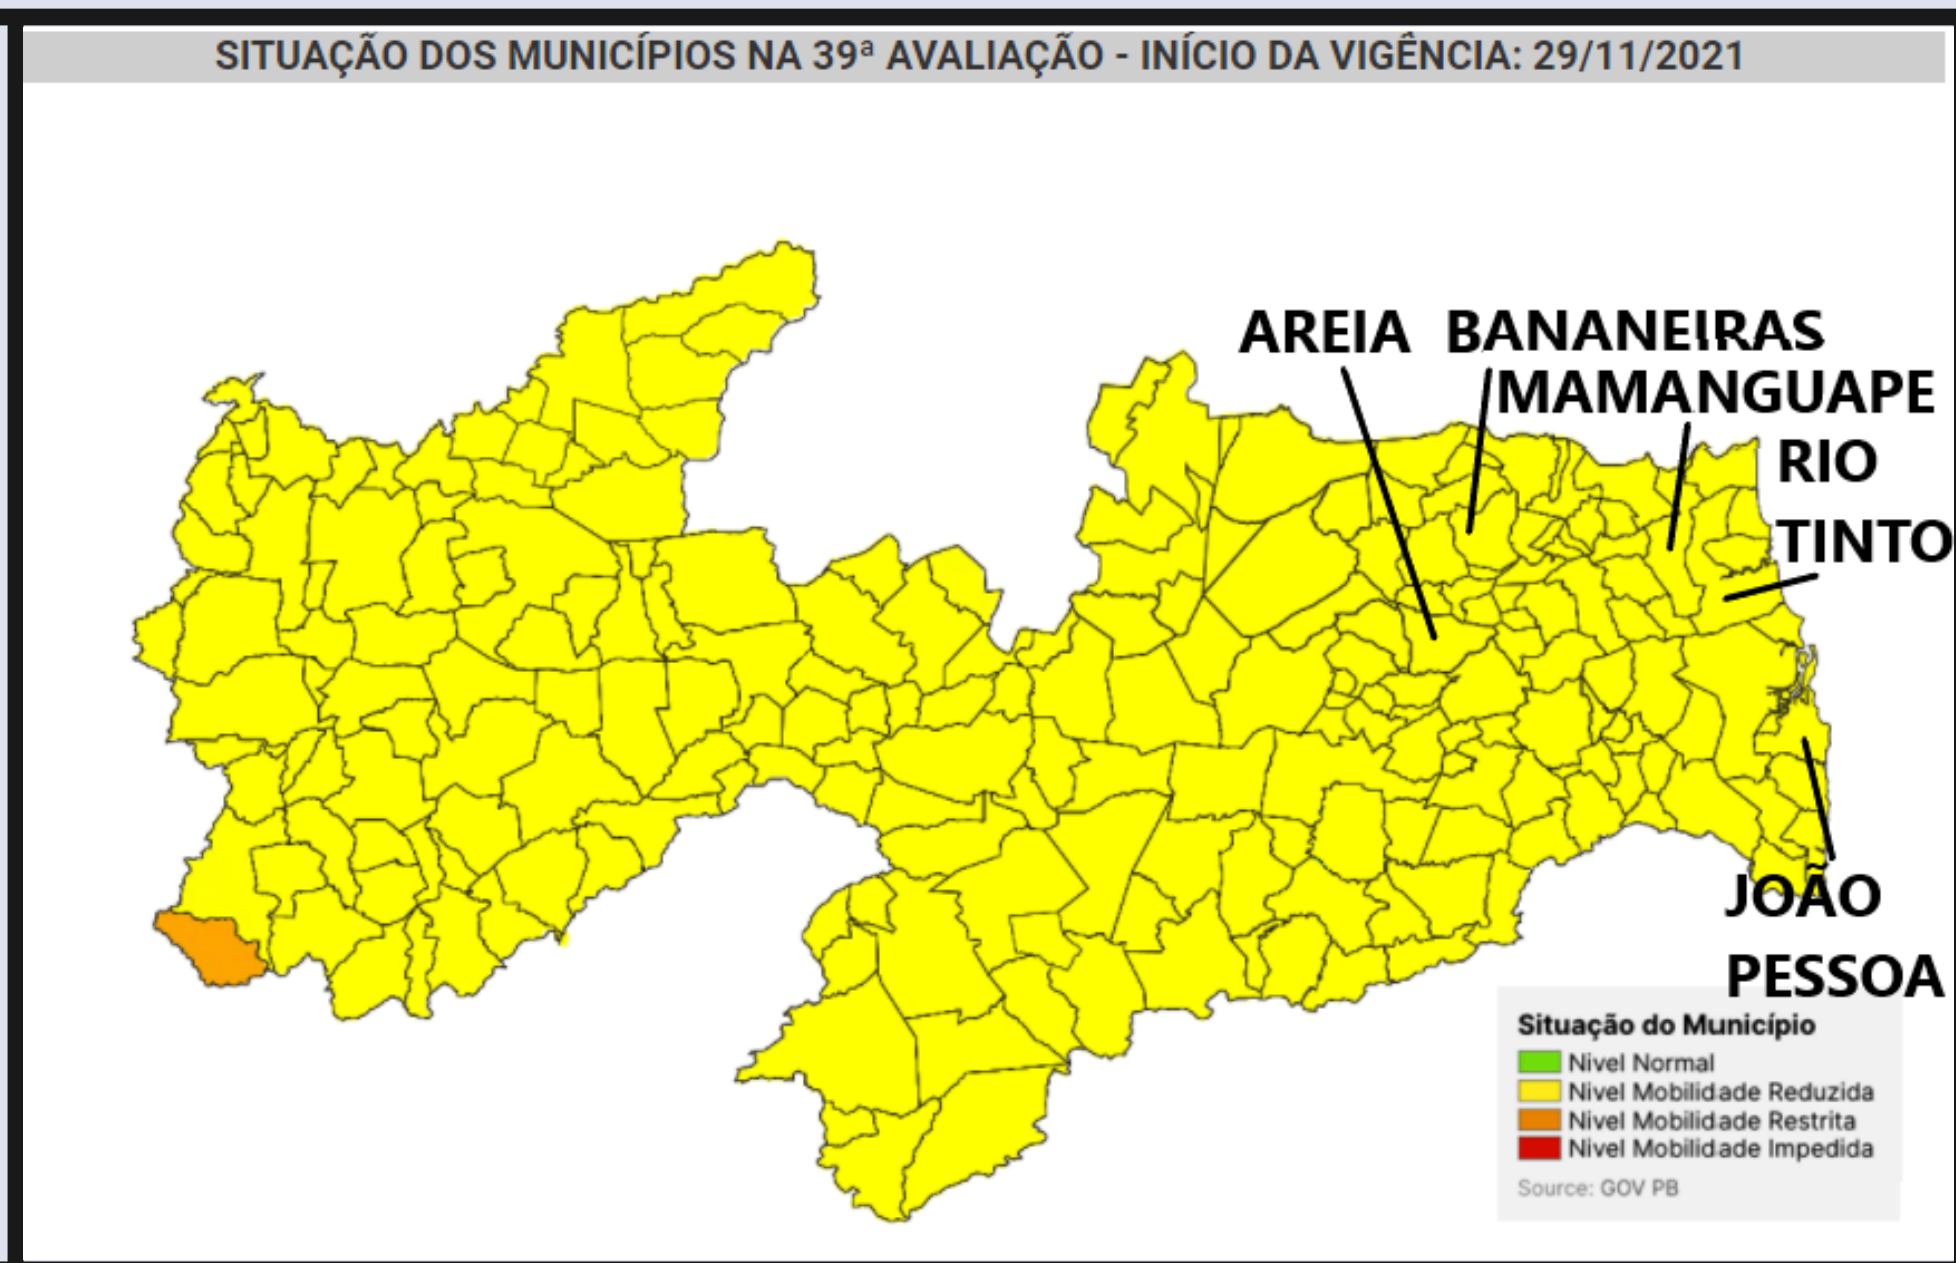 SITUAÇÃO DOS MUNICÍPIOS NA 39ª AVALIAÇÃO - INÍCIO DA VIGÊNCIA: 29/11/2021
AREIA
BANANEIRAS
MAMANGUAPE
RIO
TINTO
JOÃO
PESSOA
Situação do Município
Nivel Normal
Nivel Mobilidade Reduzida
Nivel Mobilidade Restrita
Nivel Mobilidade Impedida
Source: GOV PB